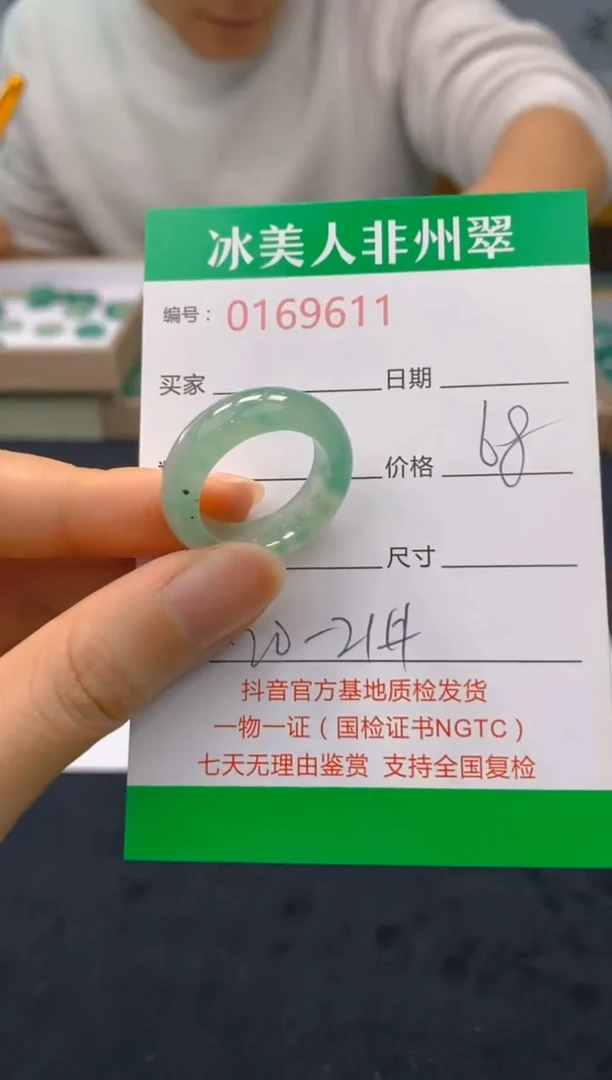 冰美人非州翠
编号：0169611
买家 日期
价格 68
尺寸
20-21
抖音官方基地质检发货
一物一证（国检证书NGTC）
七天无理由鉴赏 支持全国复检